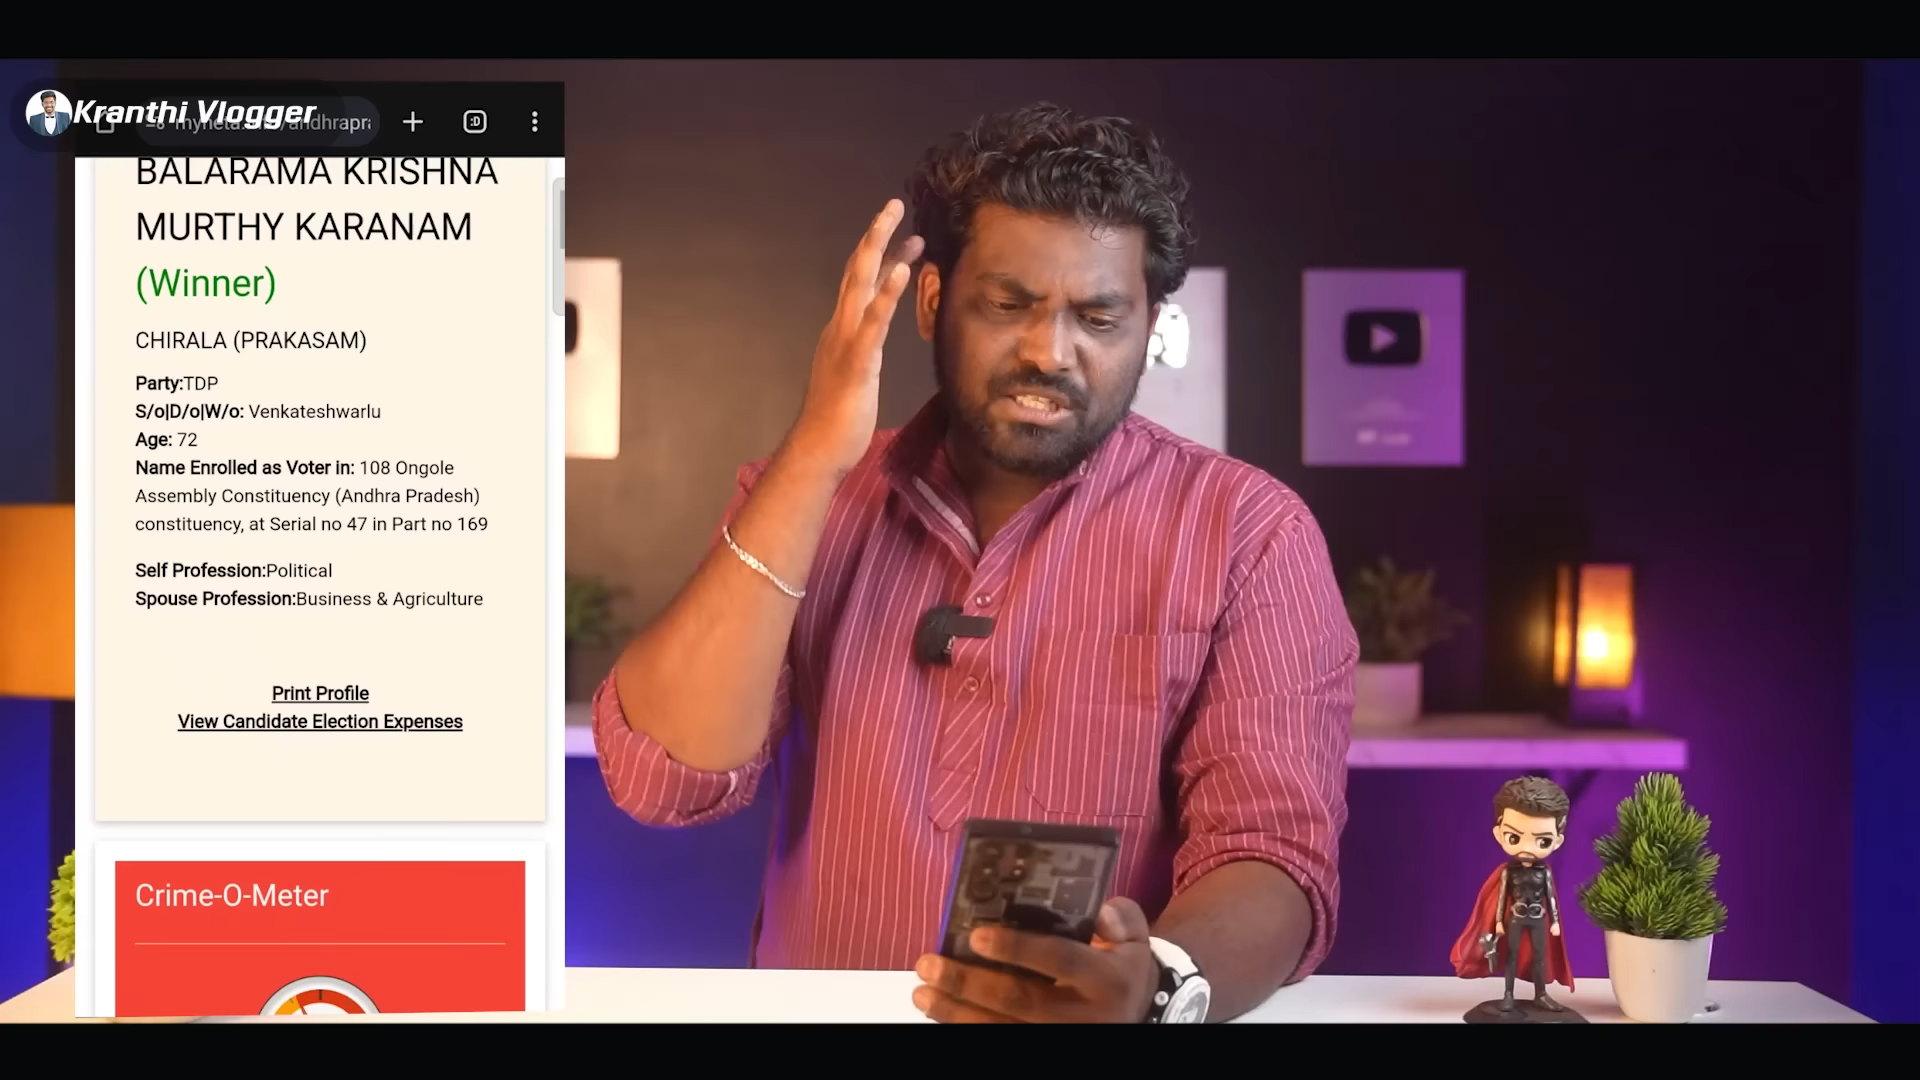 Kranthi Vlogger
BALARAMA KRISHNA
MURTHY KARANAM
(Winner)
CHIRALA (PRAKASAM)
Party:TDP
S/o|D/o|W/o: Venkateshwarlu
Age: 72
Name Enrolled as Voter in: 108 Ongole
Assembly Constituency (Andhra Pradesh)
constituency, at Serial no 47 in Part no 169
Self Profession:Political
Spouse Profession:Business & Agriculture
Print Profile
View Candidate Election Expenses
Crime-O-Meter